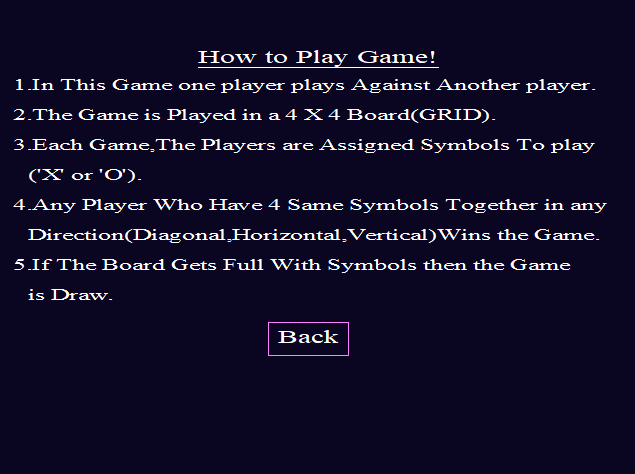 How to Play Game!
1.In This Game one player plays Against Another player.
2.The Game is Played in a 4 X 4 Board(GRID).
3.Each Game,The Players are Assigned Symbols To play
('X' or 'O').
4.Any Player Who Have 4 Same Symbols Together in any
Direction(Diagonal,Horizontal,Vertical)Wins the Game.
5.If The Board Gets Full With Symbols then the Game
is Draw.
Back